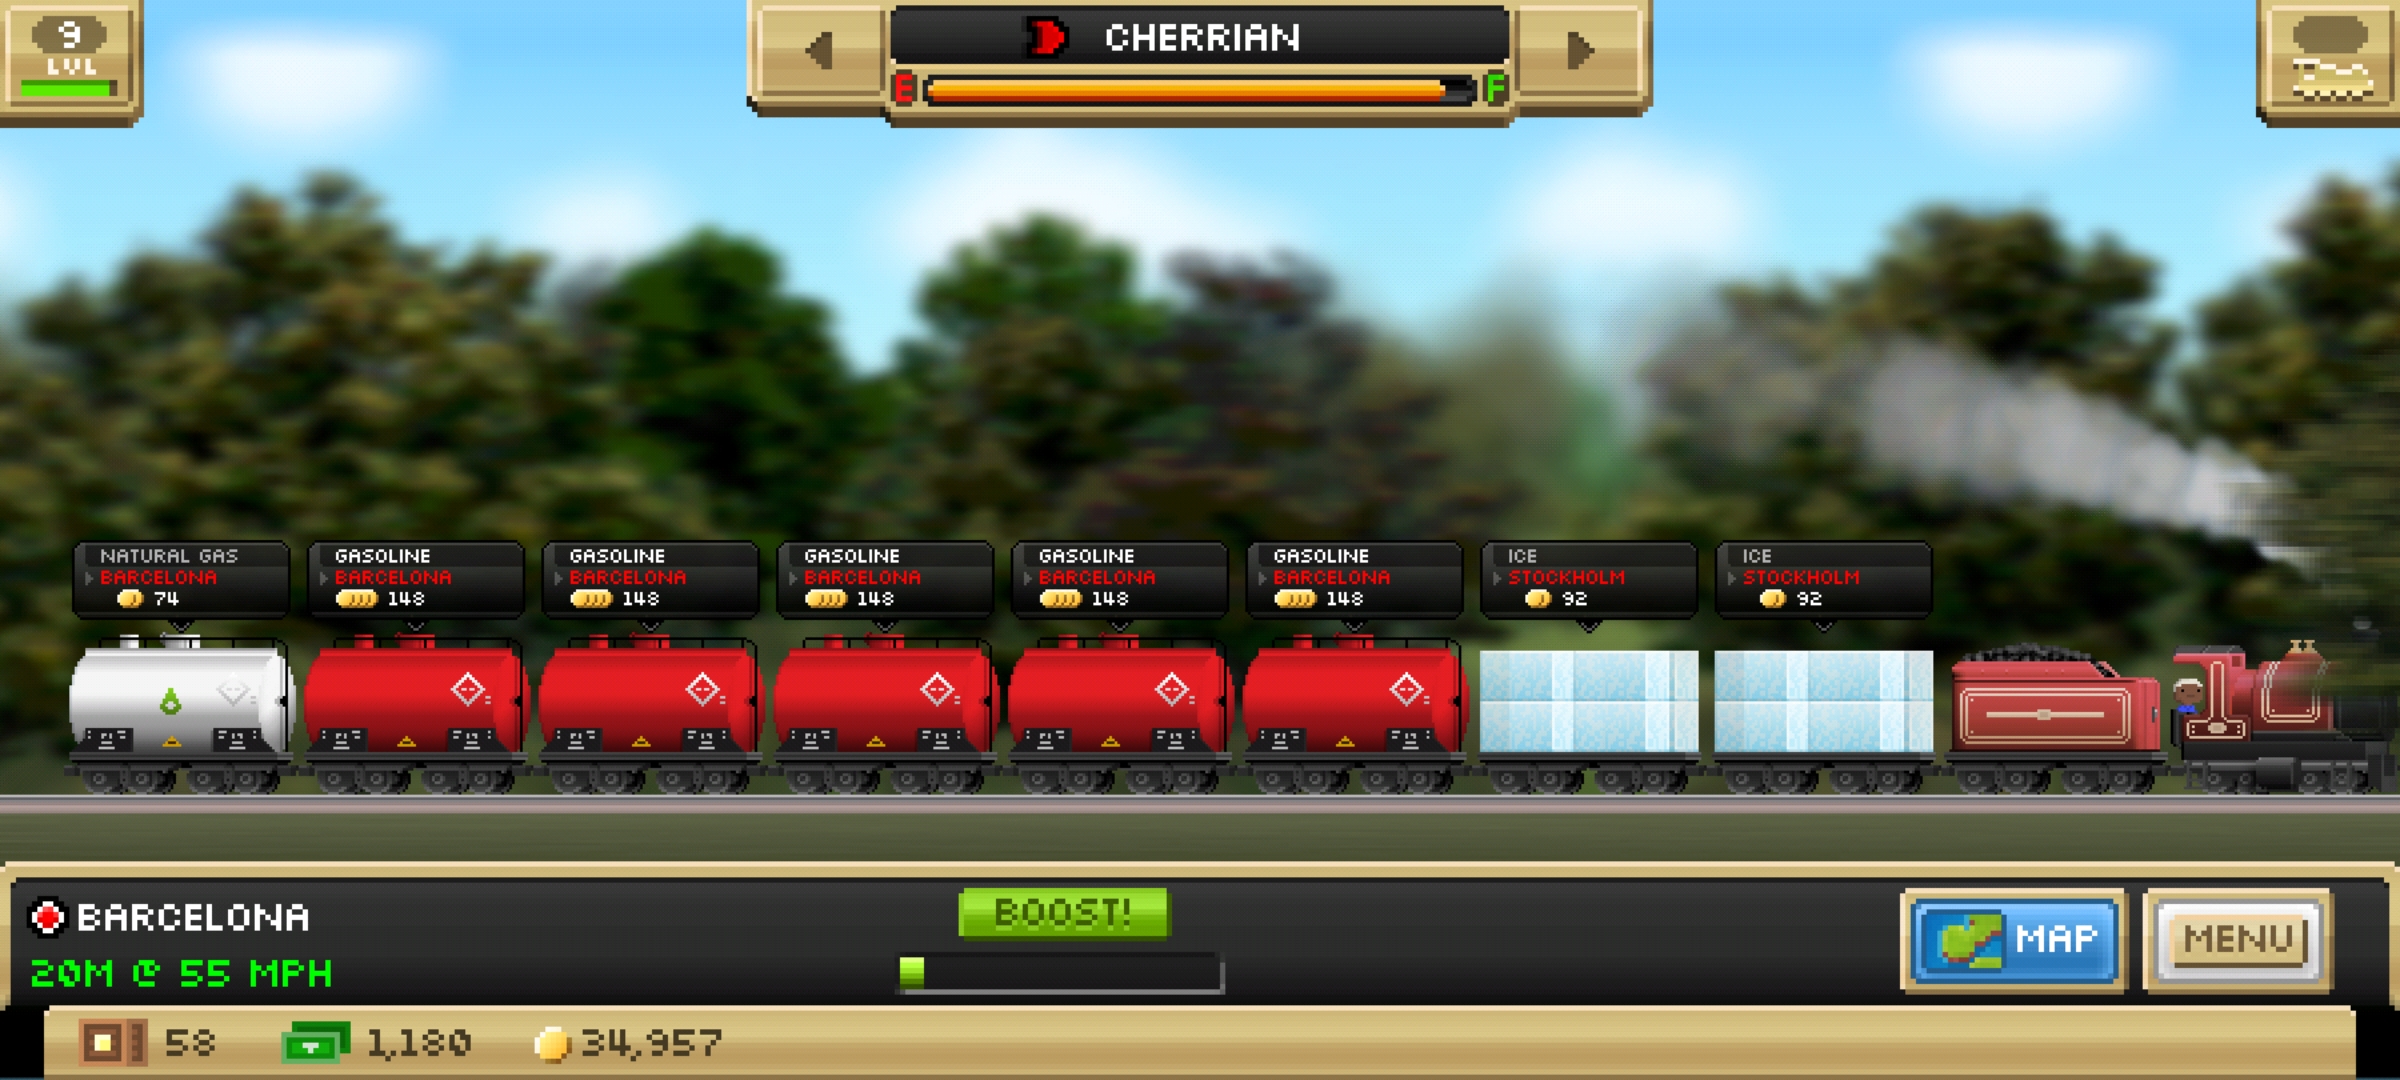 9
LVL
CHERRIAN
E F
NATURAL GAS
BARCELONA
74
GASOLINE
BARCELONA
148
GASOLINE
BARCELONA
148
GASOLINE
BARCELONA
148
GASOLINE
BARCELONA
148
GASOLINE
BARCELONA
148
ICE
STOCKHOLM
92
ICE
STOCKHOLM
92
BARCELONA
20M @ 55 MPH
BOOST!
MAP
MENU
58
1,180
34,957